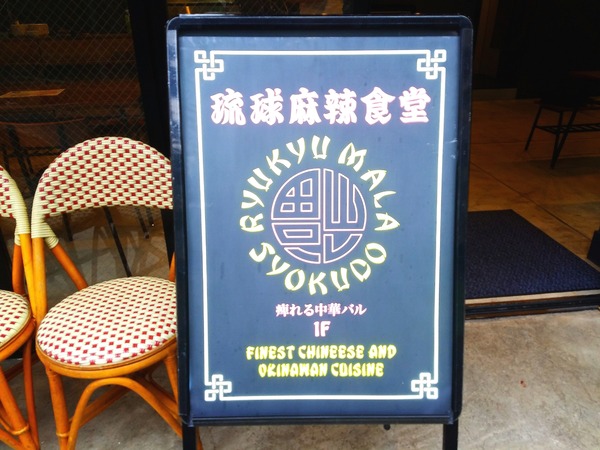 琉球麻辣食堂
RYUKYU MALA
SYOKUDO
痺れる中華バル
1F
FINEST CHINEESE AND
OKINAWAN COISINE